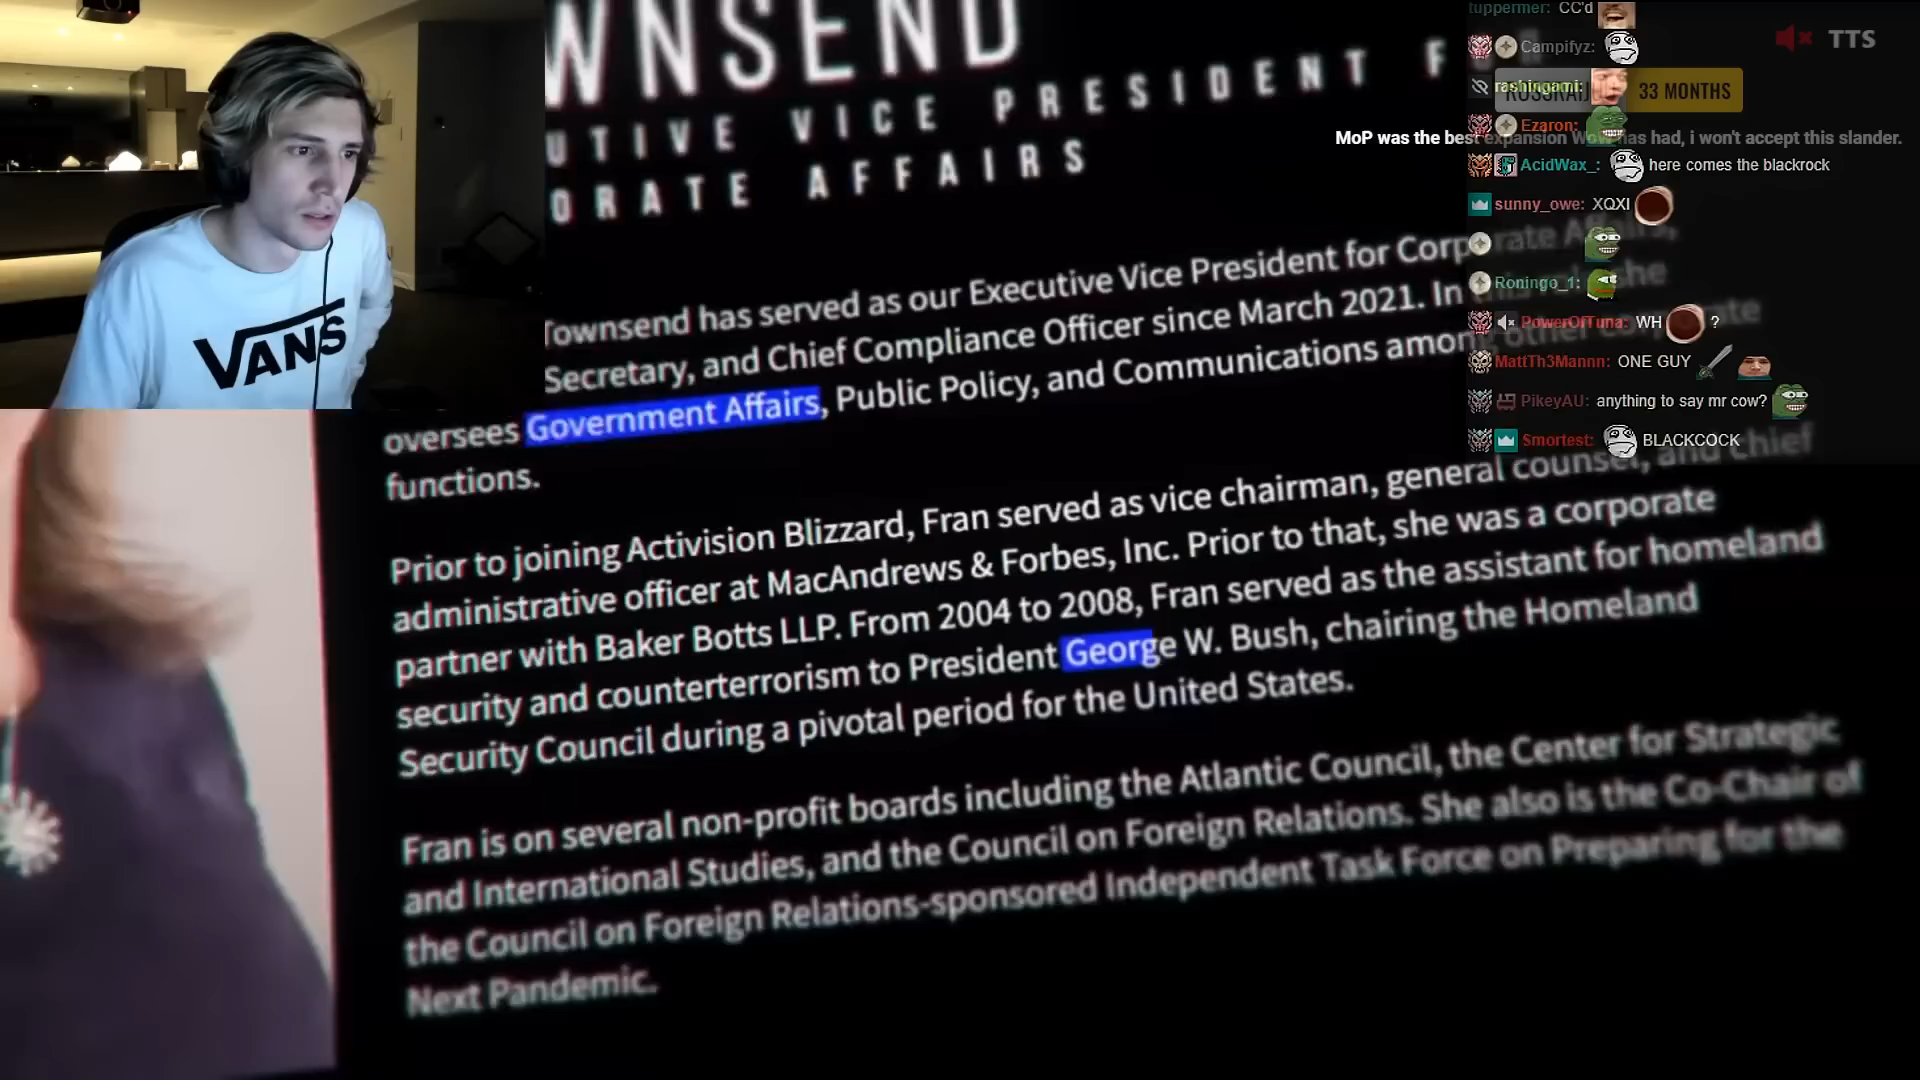 WNSEND
UTIVE VICE PRESIDENT F
ORATE AFFAIRS
Townsend has served as our Executive Vice President for Corporate Affairs,
Secretary, and Chief Compliance Officer since March 2021. In she
oversees Government Affairs, Public Policy, and Communications among other corporate
functions.
Prior to joining Activision Blizzard, Fran served as vice chairman, general counsel, and chief
administrative officer at MacAndrews & Forbes, Inc. Prior to that, she was a corporate
partner with Baker Botts LLP. From 2004 to 2008, Fran served as the assistant for homeland
security and counterterrorism to President George W. Bush, chairing the Homeland
Security Council during a pivotal period for the United States.
Fran is on several non-profit boards including the Atlantic Council, the Center for Strategic
and International Studies, and the Council on Foreign Relations. She also is the Co-Chair of
the Council on Foreign Relations-sponsored Independent Task Force on Preparing for the
Next Pandemic.
VANS
tuppermer: CC'd
Campifyz:
rashingami:
Ezaron:
AcidWax_: here comes the blackrock
sunny_owe: XQXI
Roningo_1:
PowerOfTuna: WH ?
MattTh3Mannn: ONE GUY
PikeyAU: anything to say mr cow?
Smortest: BLACKCOCK
TTS
33 MONTHS
MoP was the best expansion WoW has had, i won't accept this slander.